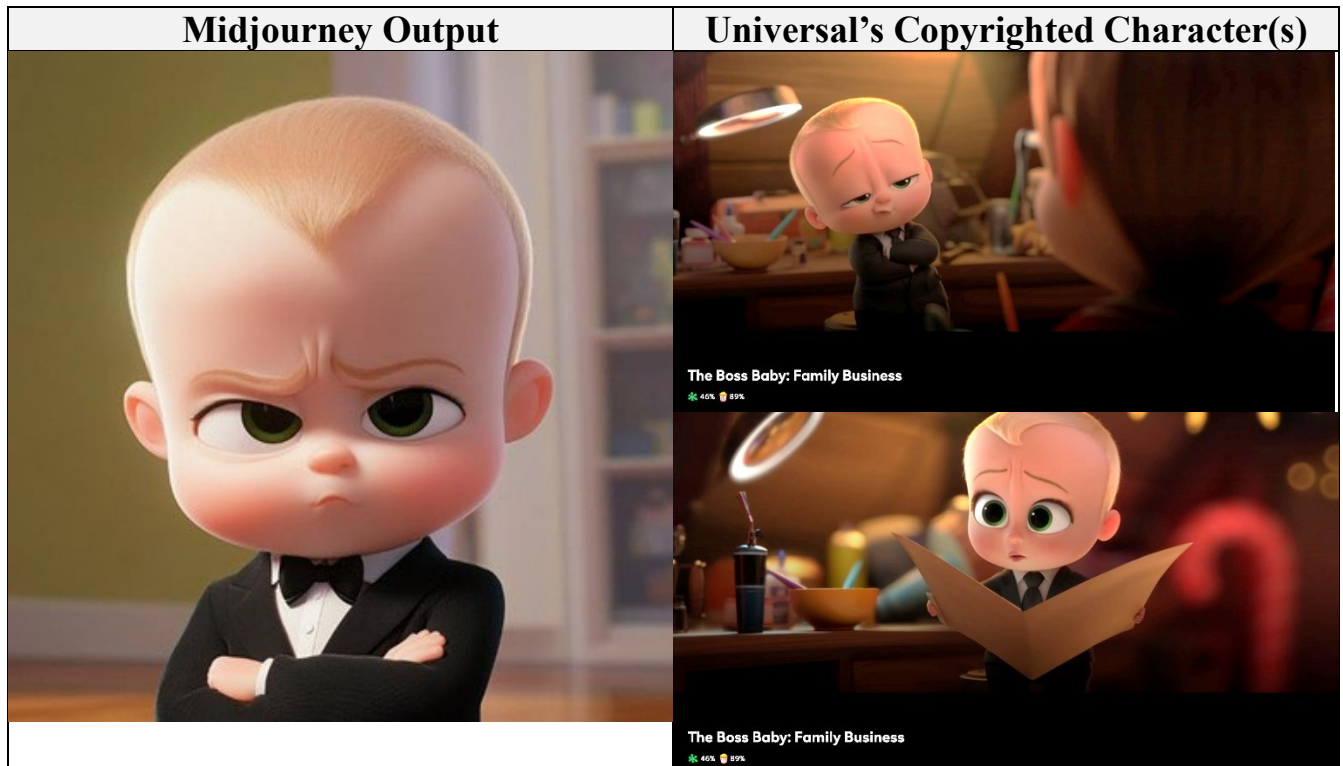 Midjourney Output
Universal’s Copyrighted Character(s)
The Boss Baby: Family Business
46% 89%
The Boss Baby: Family Business
46% 89%